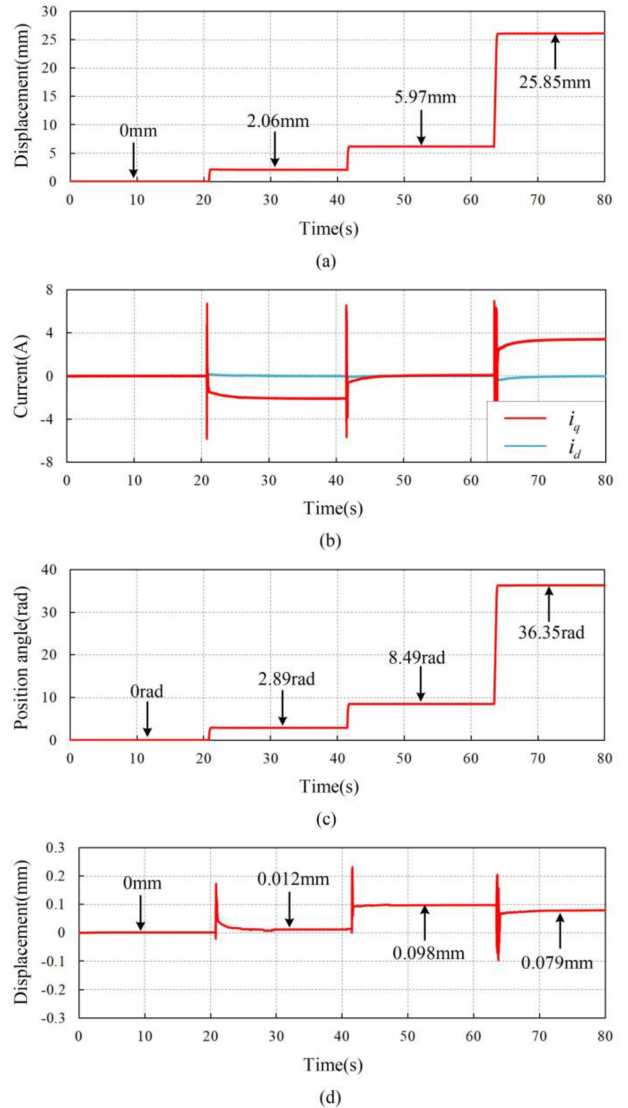 30
25
20
15
10
5
0
Displacement(mm)
0mm
2.06mm
5.97mm
25.85mm
0 10 20 30 40 50 60 70 80
Time(s)
(a)
8
4
0
-4
-8
Current(A)
i_q
i_d
0 10 20 30 40 50 60 70 80
Time(s)
(b)
40
30
20
10
0
Position angle(rad)
0rad
2.89rad
8.49rad
36.35rad
0 10 20 30 40 50 60 70 80
Time(s)
(c)
0.3
0.2
0.1
0
-0.1
-0.2
-0.3
Displacement(mm)
0mm
0.012mm
0.098mm
0.079mm
0 10 20 30 40 50 60 70 80
Time(s)
(d)